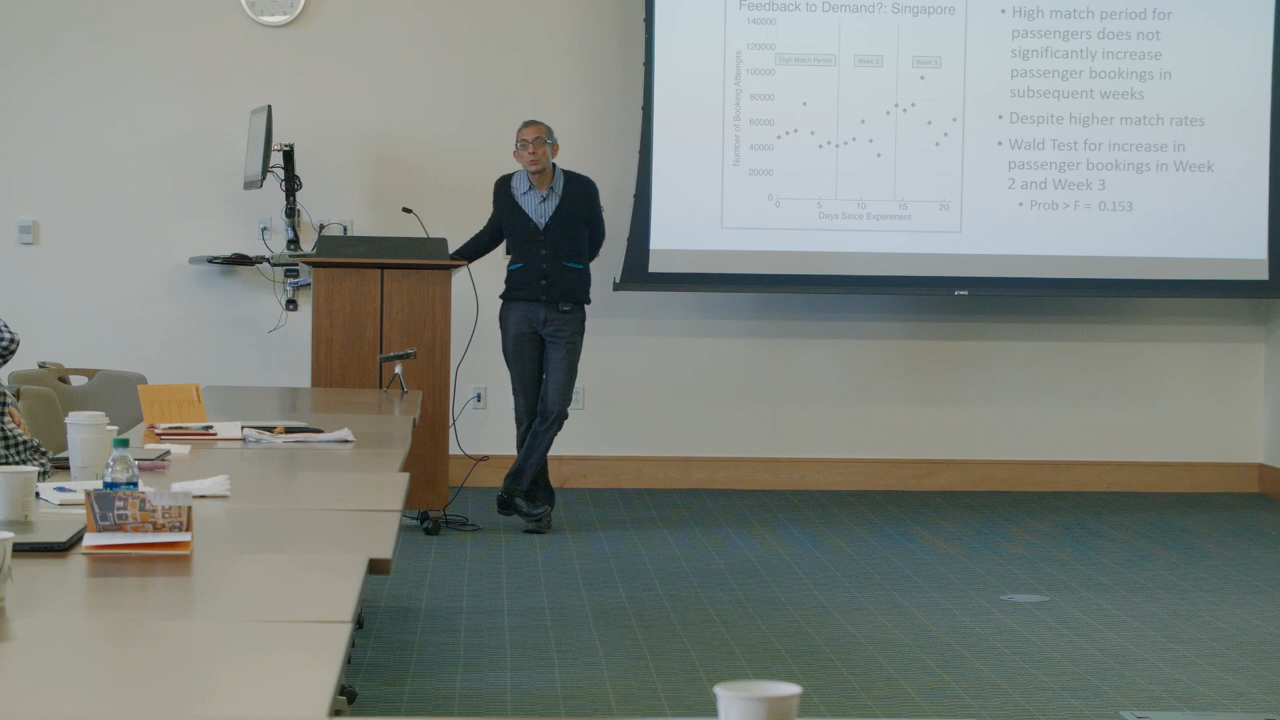 Feedback to Demand?: Singapore
140000
120000
100000
80000
60000
40000
20000
0
Number of Booking Attempts
High Match Period
Week 2
Week 3
0
5
10
15
20
Days Since Experiment
• High match period for
passengers does not
significantly increase
passenger bookings in
subsequent weeks
• Despite higher match rates
• Wald Test for increase in
passenger bookings in Week
2 and Week 3
• Prob > F = 0.153